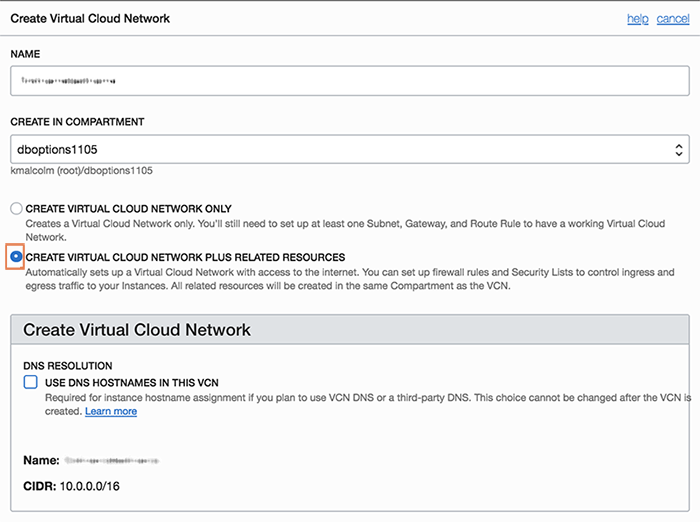 Create Virtual Cloud Network
help cancel
NAME
CREATE IN COMPARTMENT
dboptions1105
kmalcolm (root)/dboptions1105
CREATE VIRTUAL CLOUD NETWORK ONLY
Creates a Virtual Cloud Network only. You'll still need to set up at least one Subnet, Gateway, and Route Rule to have a working Virtual Cloud
Network.
CREATE VIRTUAL CLOUD NETWORK PLUS RELATED RESOURCES
Automatically sets up a Virtual Cloud Network with access to the internet. You can set up firewall rules and Security Lists to control ingress and
egress traffic to your Instances. All related resources will be created in the same Compartment as the VCN.
Create Virtual Cloud Network
DNS RESOLUTION
USE DNS HOSTNAMES IN THIS VCN
Required for instance hostname assignment if you plan to use VCN DNS or a third-party DNS. This choice cannot be changed after the VCN is
created. Learn more
Name:
CIDR: 10.0.0.0/16